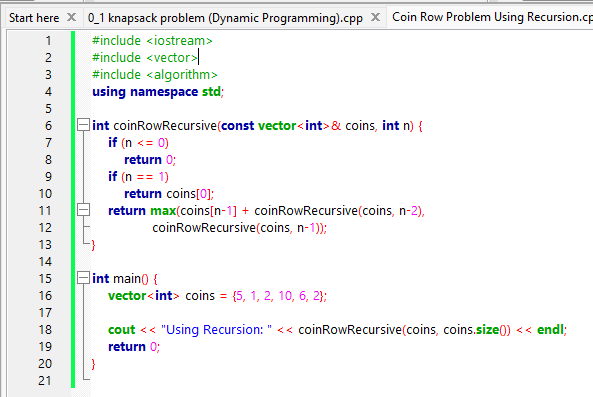 Start here 0_1 knapsack problem (Dynamic Programming).cpp Coin Row Problem Using Recursion.cp
1 #include <iostream>
2 #include <vector>
3 #include <algorithm>
4 using namespace std;
5
6 int coinRowRecursive(const vector<int>& coins, int n) {
7 if (n <= 0)
8 return 0;
9 if (n == 1)
10 return coins[0];
11 return max(coins[n-1] + coinRowRecursive(coins, n-2),
12 coinRowRecursive(coins, n-1));
13 }
14
15 int main() {
16 vector<int> coins = {5, 1, 2, 10, 6, 2};
17
18 cout << "Using Recursion: " << coinRowRecursive(coins, coins.size()) << endl;
19 return 0;
20 }
21